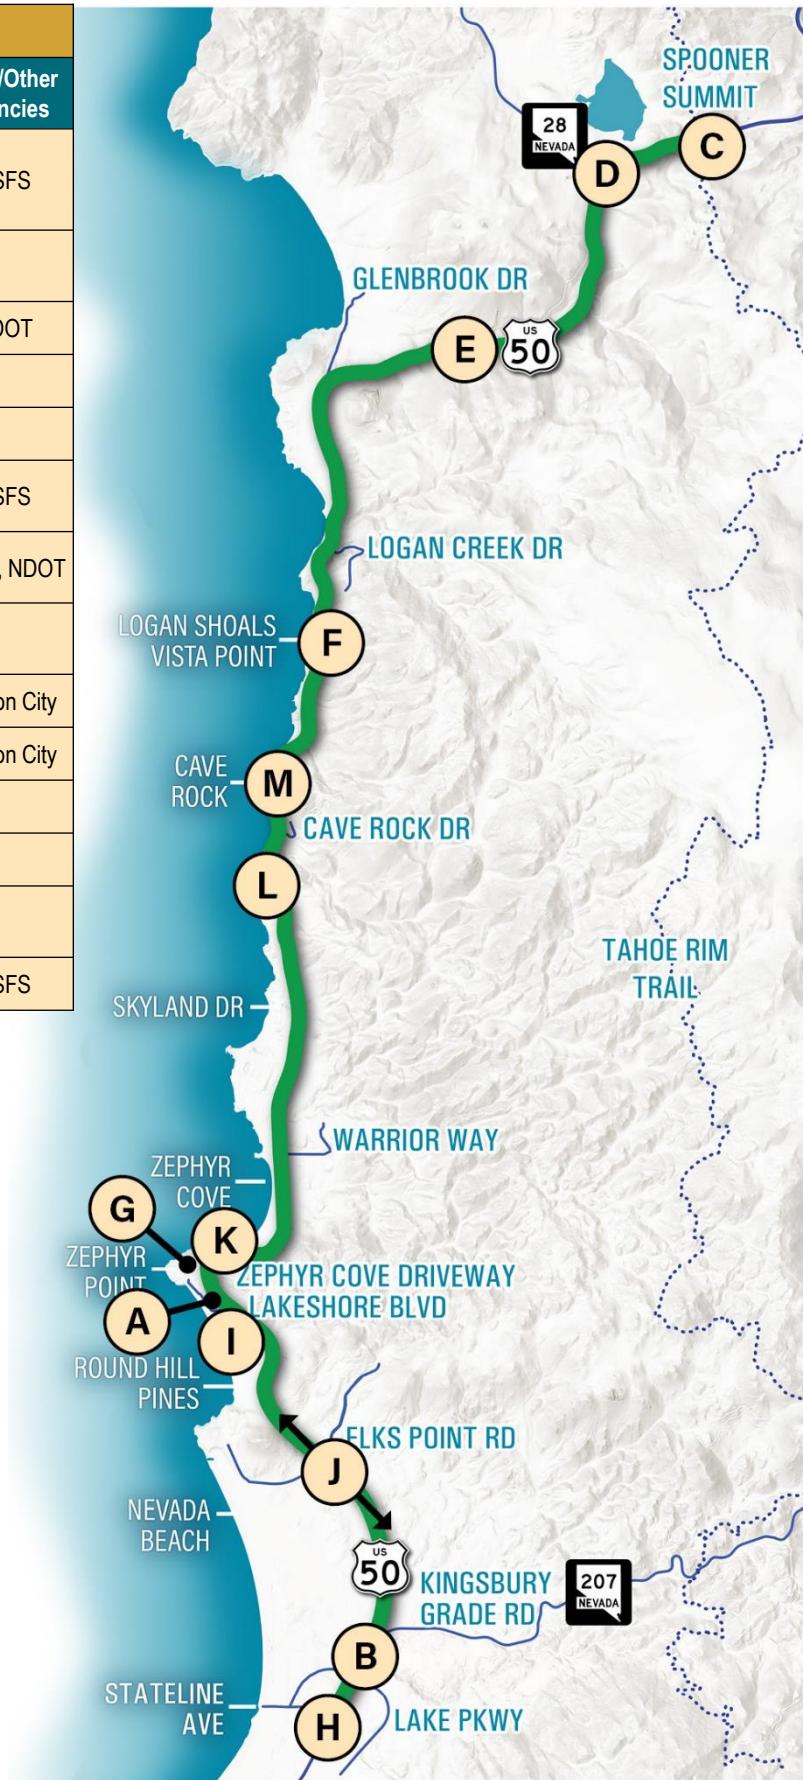 /Other
ncies
SFS
DOT
SFS
, NDOT
on City
on City
SFS
SPOONER
SUMMIT
28
NEVADA
C
D
GLENBROOK DR
E
US
50
LOGAN CREEK DR
LOGAN SHOALS
VISTA POINT
F
CAVE
ROCK
M
CAVE ROCK DR
L
TAHOE RIM
TRAIL
SKYLAND DR
WARRIOR WAY
ZEPHYR
COVE
G
K
ZEPHYR
POINT
ZEPHYR COVE DRIVEWAY
LAKESHORE BLVD
A
I
ROUND HILL
PINES
ELKS POINT RD
J
NEVADA
BEACH
US
50
KINGSBURY
GRADE RD
207
NEVADA
B
STATELINE
AVE
H
LAKE PKWY